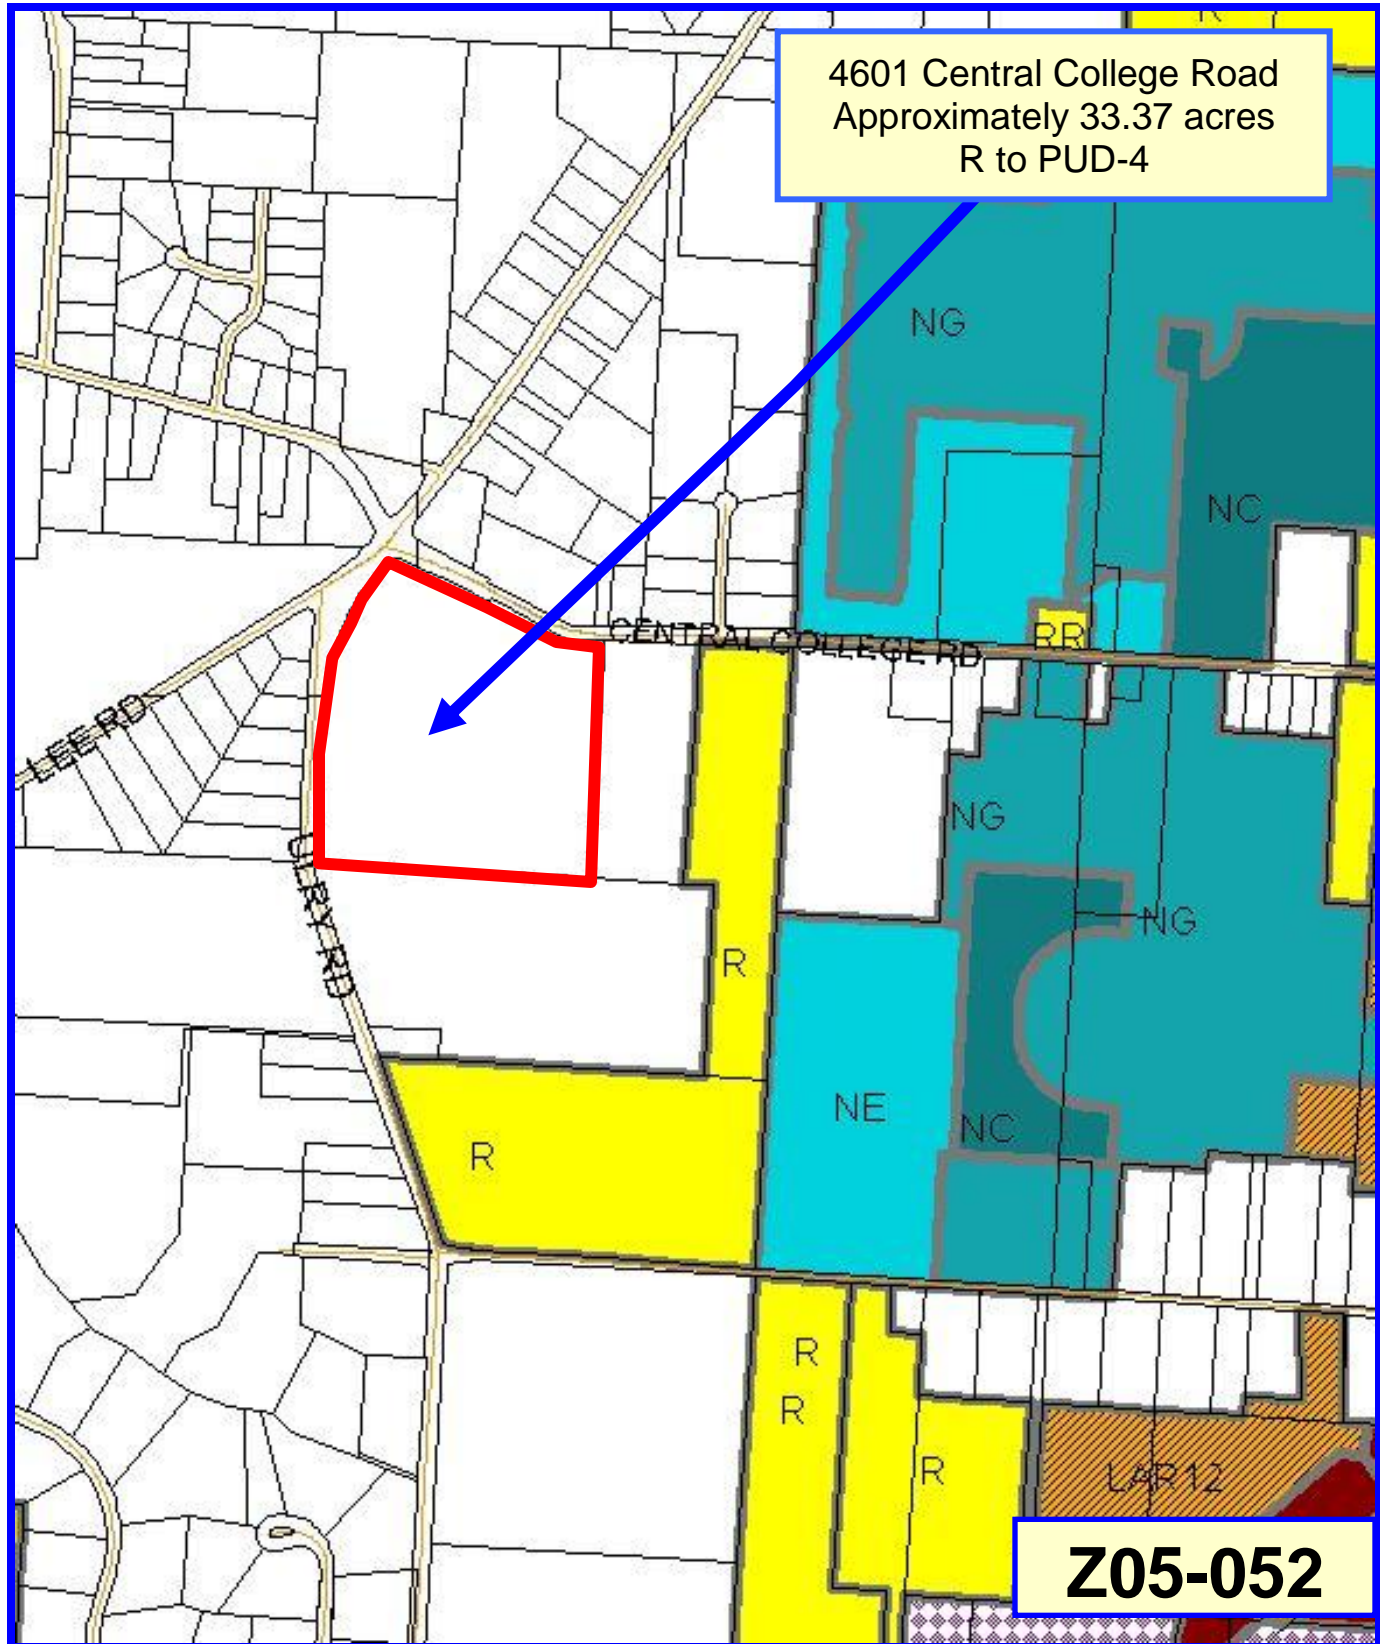 R
4601 Central College Road
Approximately 33.37 acres
R to PUD-4
NG
NC
RR
CENTRAL COLLEGE RD
LEE RD
NG
ULRY RD
NG
R
NE
NC
R
R
R
R
LAR12
Z05-052